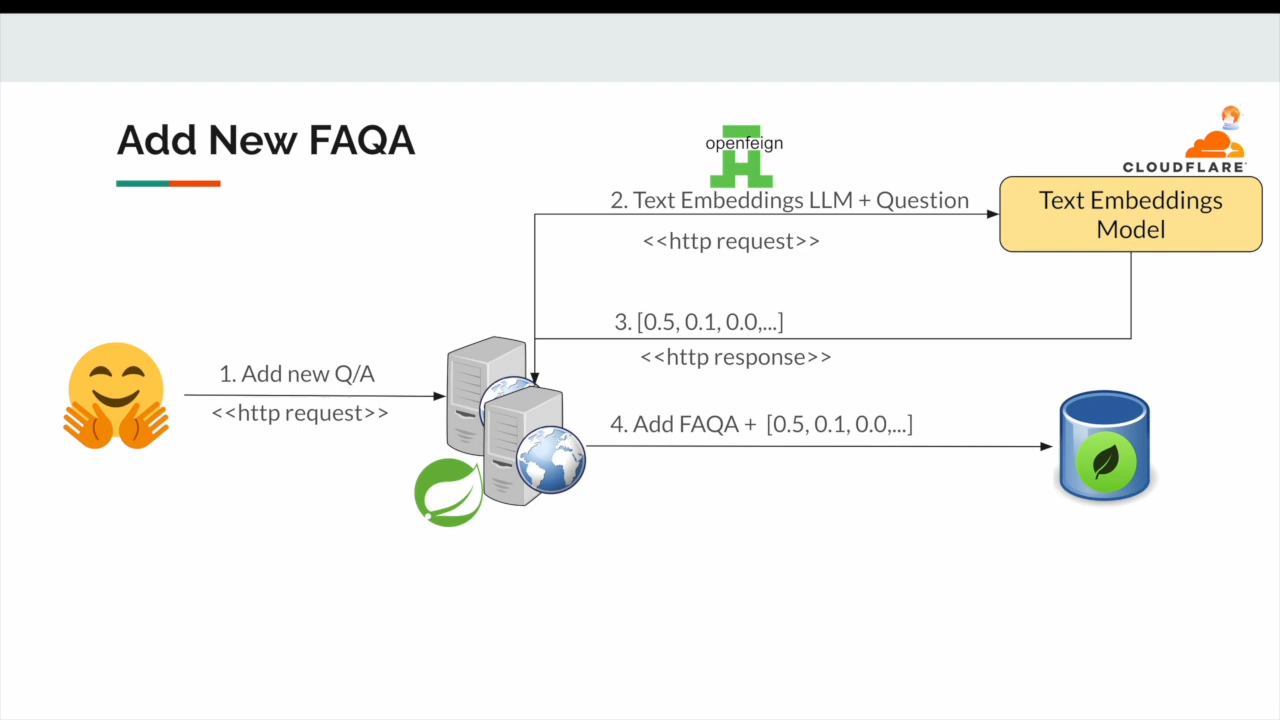 Add New FAQA
openfeign
CLOUDFLARE
2. Text Embeddings LLM + Question
<<http request>>
Text Embeddings
Model
3. [0.5, 0.1, 0.0,...]
<<http response>>
1. Add new Q/A
<<http request>>
4. Add FAQA + [0.5, 0.1, 0.0,...]